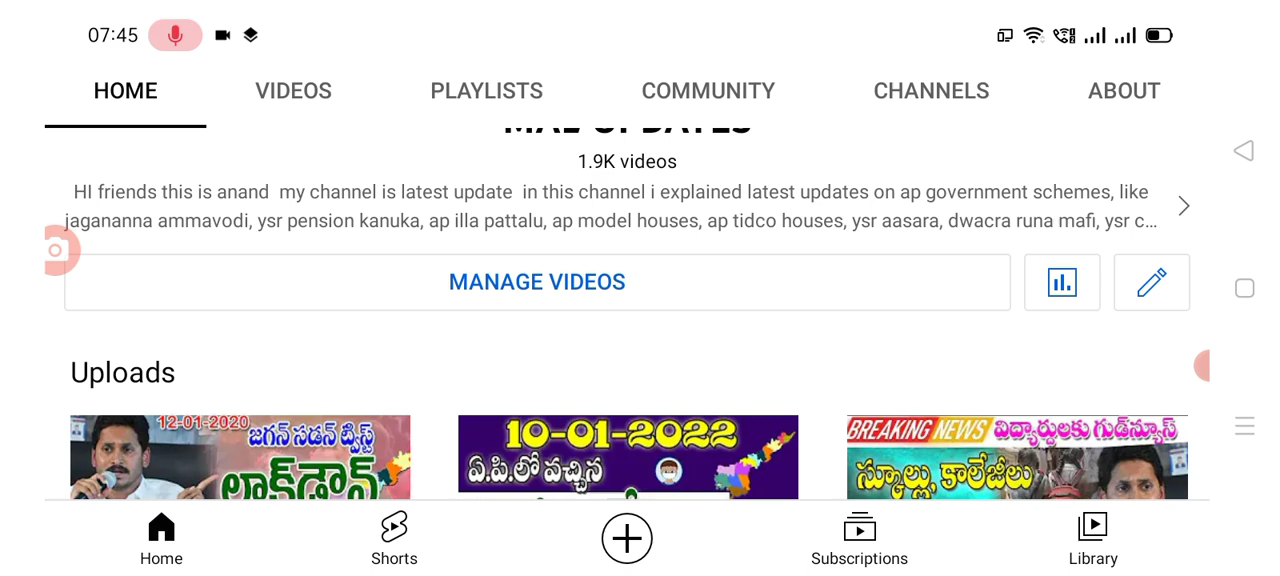 07:45
HOME VIDEOS PLAYLISTS COMMUNITY CHANNELS ABOUT
1.9K videos
HI friends this is anand my channel is latest update in this channel i explained latest updates on ap government schemes, like
jagananna ammavodi, ysr pension kanuka, ap illa pattalu, ap model houses, ap tidco houses, ysr aasara, dwacra runa mafi, ysr c...
MANAGE VIDEOS
Uploads
12-01-2020
జగన్ సడన్ ట్విస్ట్
లాక్‌డౌన్
10-01-2022
ఏ.పి.లో వచ్చిన
BREAKING NEWS విద్యార్థులకు గుడ్‌న్యూస్
స్కూల్లు, కాలేజీలు
Home Shorts Subscriptions Library